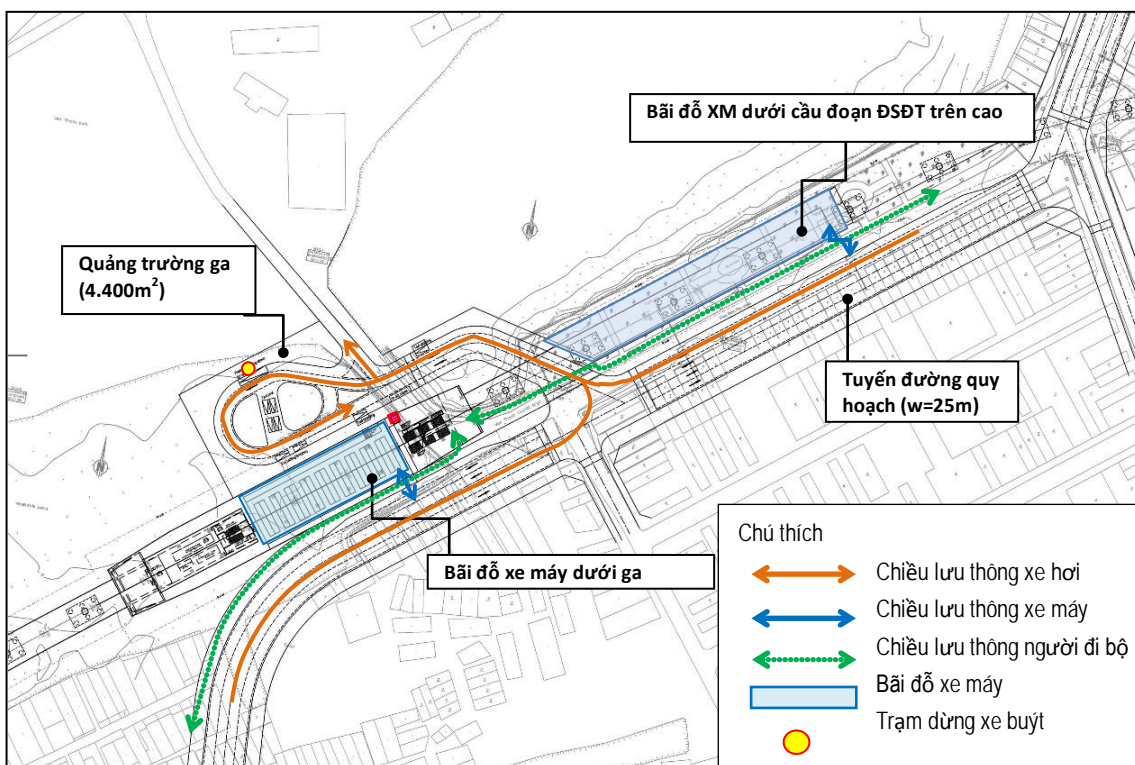 Bãi đỗ XM dưới cầu đoạn ĐSĐT trên cao
Quảng trường ga
(4.400m²)
Tuyến đường quy
hoạch (w=25m)
Bãi đỗ xe máy dưới ga
Chú thích
Chiều lưu thông xe hơi
Chiều lưu thông xe máy
Chiều lưu thông người đi bộ
Bãi đỗ xe máy
Trạm dừng xe buýt